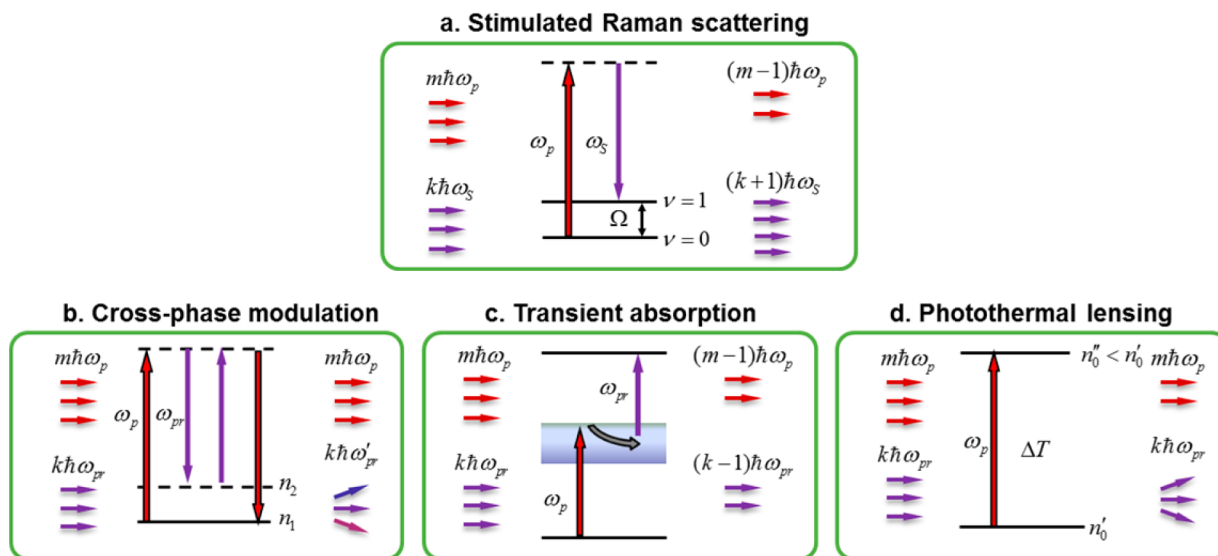 a. Stimulated Raman scattering
mℏω_p
(m−1)ℏω_p
ω_p
ω_S
kℏω_S
(k+1)ℏω_S
ν = 1
Ω
ν = 0
b. Cross-phase modulation
mℏω_p
mℏω_p
ω_p
ω_pr
kℏω_pr
kℏω′_pr
n_2
n_1
c. Transient absorption
mℏω_p
(m−1)ℏω_p
ω_pr
kℏω_pr
(k−1)ℏω_pr
ω_p
d. Photothermal lensing
mℏω_p
n″_0 < n′_0
mℏω_p
ω_p
ΔT
kℏω_pr
kℏω_pr
n′_0